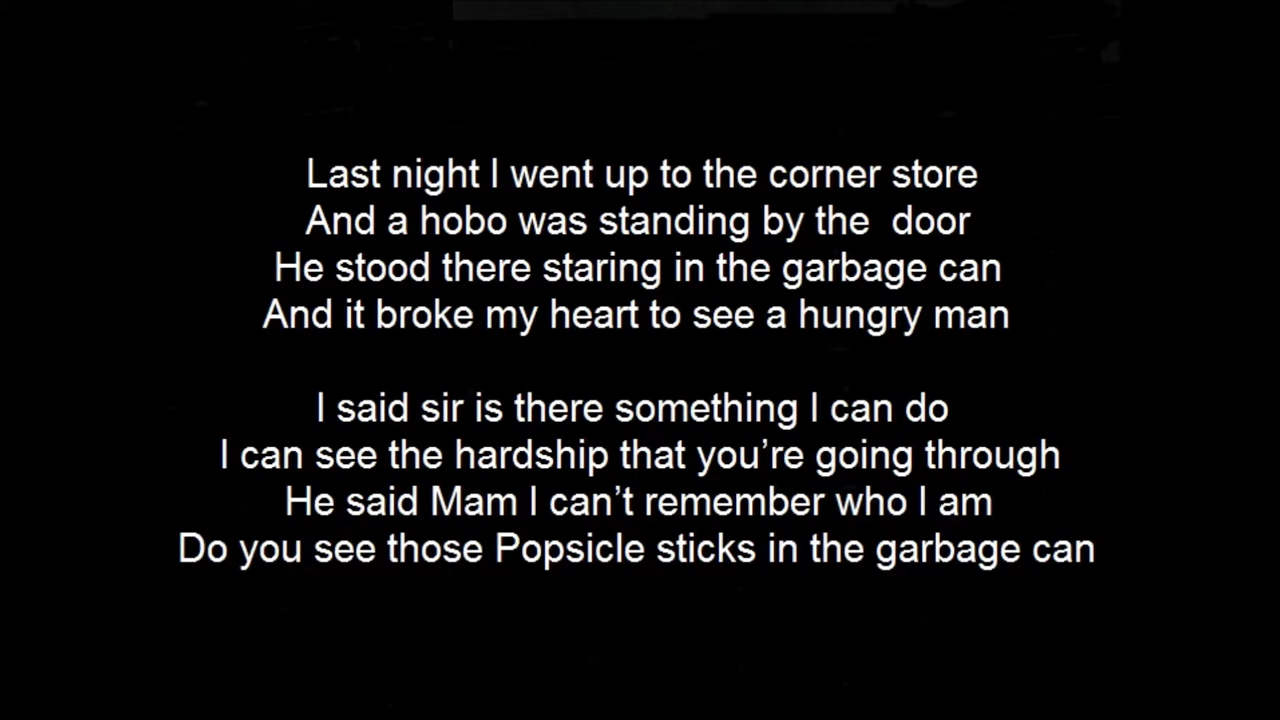 Last night I went up to the corner store
And a hobo was standing by the  door
He stood there staring in the garbage can
And it broke my heart to see a hungry man
I said sir is there something I can do
I can see the hardship that you’re going through
He said Mam I can’t remember who I am
Do you see those Popsicle sticks in the garbage can